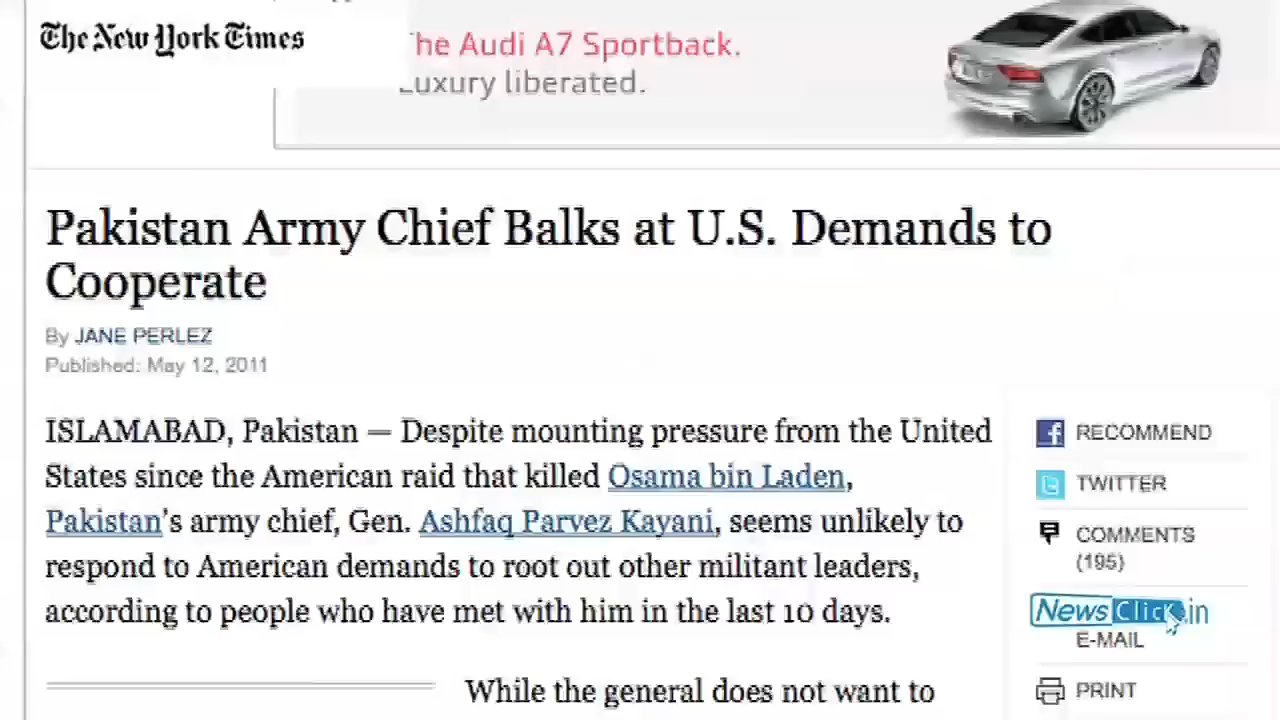 The New York Times
he Audi A7 Sportback.
Luxury liberated.
Pakistan Army Chief Balks at U.S. Demands to
Cooperate
By JANE PERLEZ
Published: May 12, 2011
ISLAMABAD, Pakistan — Despite mounting pressure from the United
States since the American raid that killed Osama bin Laden,
Pakistan's army chief, Gen. Ashfaq Parvez Kayani, seems unlikely to
respond to American demands to root out other militant leaders,
according to people who have met with him in the last 10 days.
While the general does not want to
RECOMMEND
TWITTER
COMMENTS
(195)
NewsClick.in
E-MAIL
PRINT